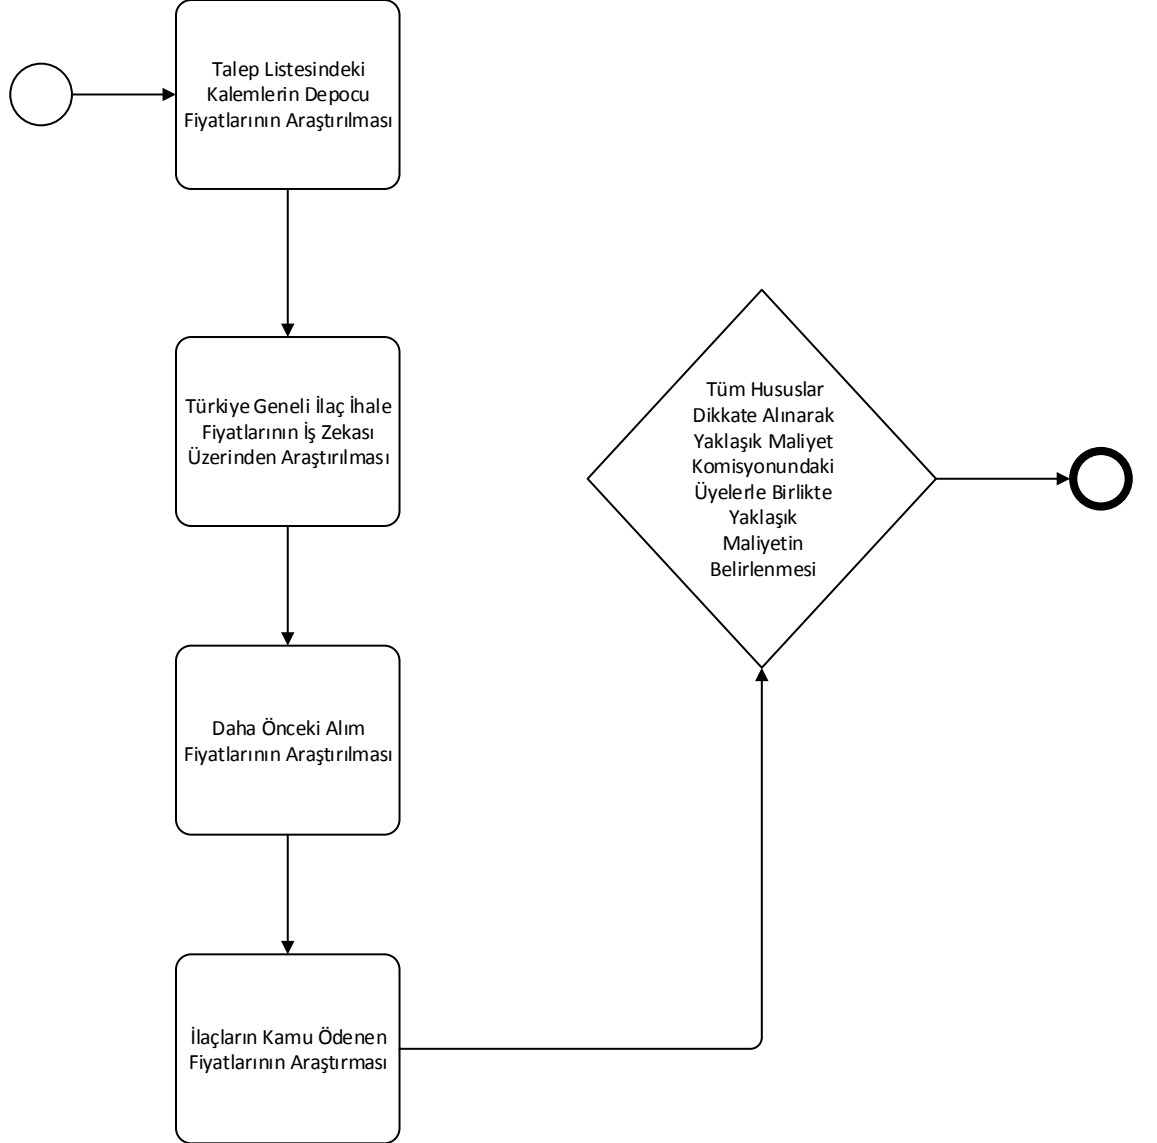 Talep Listesindeki
Kalemlerin Depocu
Fiyatlarının Araştırılması
Türkiye Geneli İlaç İhale
Fiyatlarının İş Zekası
Üzerinden Araştırılması
Daha Önceki Alım
Fiyatlarının Araştırılması
İlaçların Kamu Ödenen
Fiyatlarının Araştırması
Tüm Hususlar
Dikkate Alınarak
Yaklaşık Maliyet
Komisyonundaki
Üyelerle Birlikte
Yaklaşık
Maliyetin
Belirlenmesi